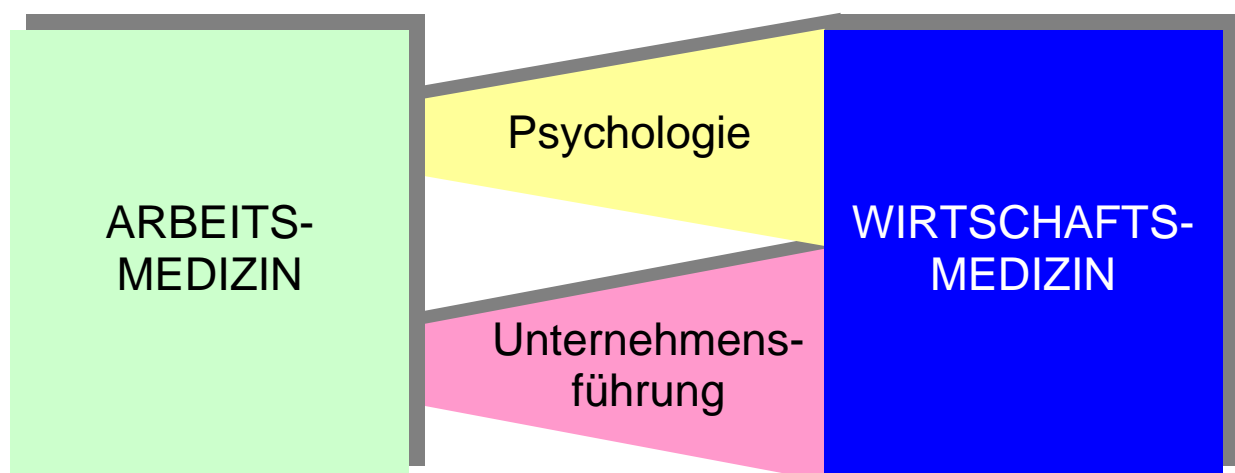 ARBEITS-
MEDIZIN
Psychologie
Unternehmens-
führung
WIRTSCHAFTS-
MEDIZIN